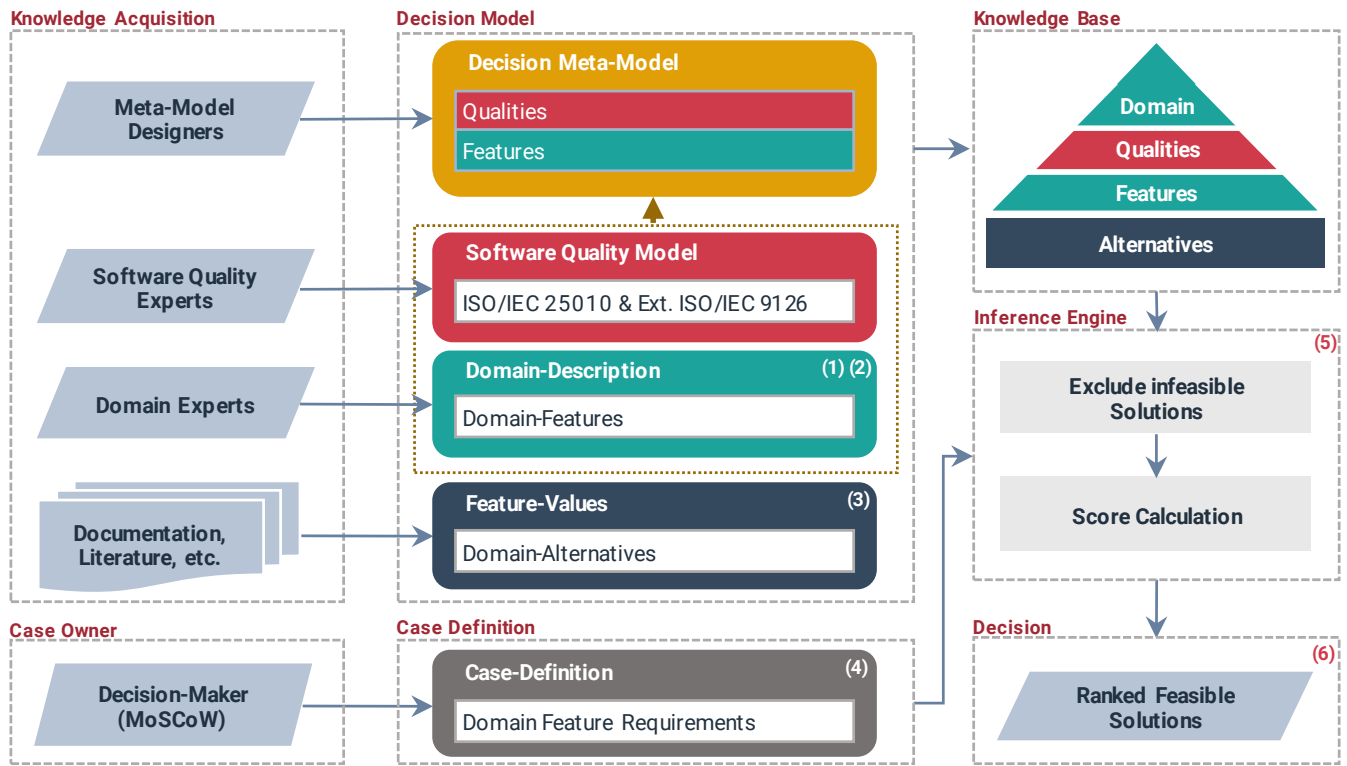 Knowledge Acquisition
Meta-Model
Designers
Software Quality
Experts
Domain Experts
Documentation,
Literature, etc.
Decision Model
Decision Meta-Model
Qualities
Features
Software Quality Model
ISO/IEC 25010 & Ext. ISO/IEC 9126
Domain-Description (1) (2)
Domain-Features
Feature-Values (3)
Domain-Alternatives
Knowledge Base
Domain
Qualities
Features
Alternatives
Inference Engine
(5)
Exclude infeasible
Solutions
Score Calculation
Case Owner
Decision-Maker
(MoSCoW)
Case Definition
Case-Definition (4)
Domain Feature Requirements
Decision
(6)
Ranked Feasible
Solutions